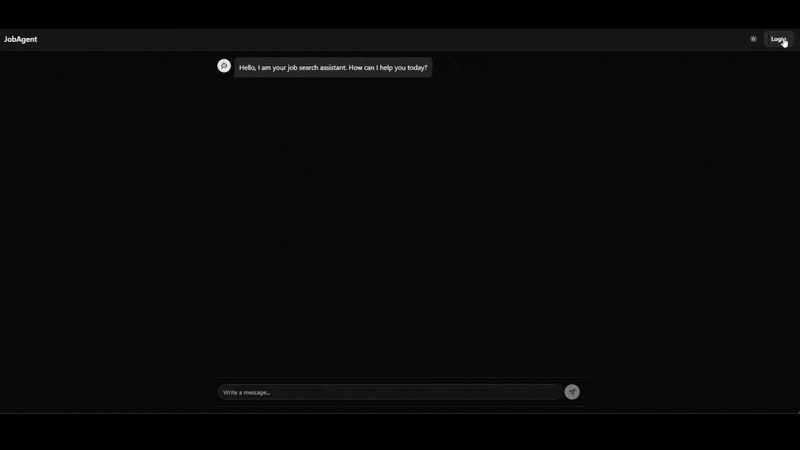 JobAgent
Login
Hello, I am your job search assistant. How can I help you today?
Write a message...